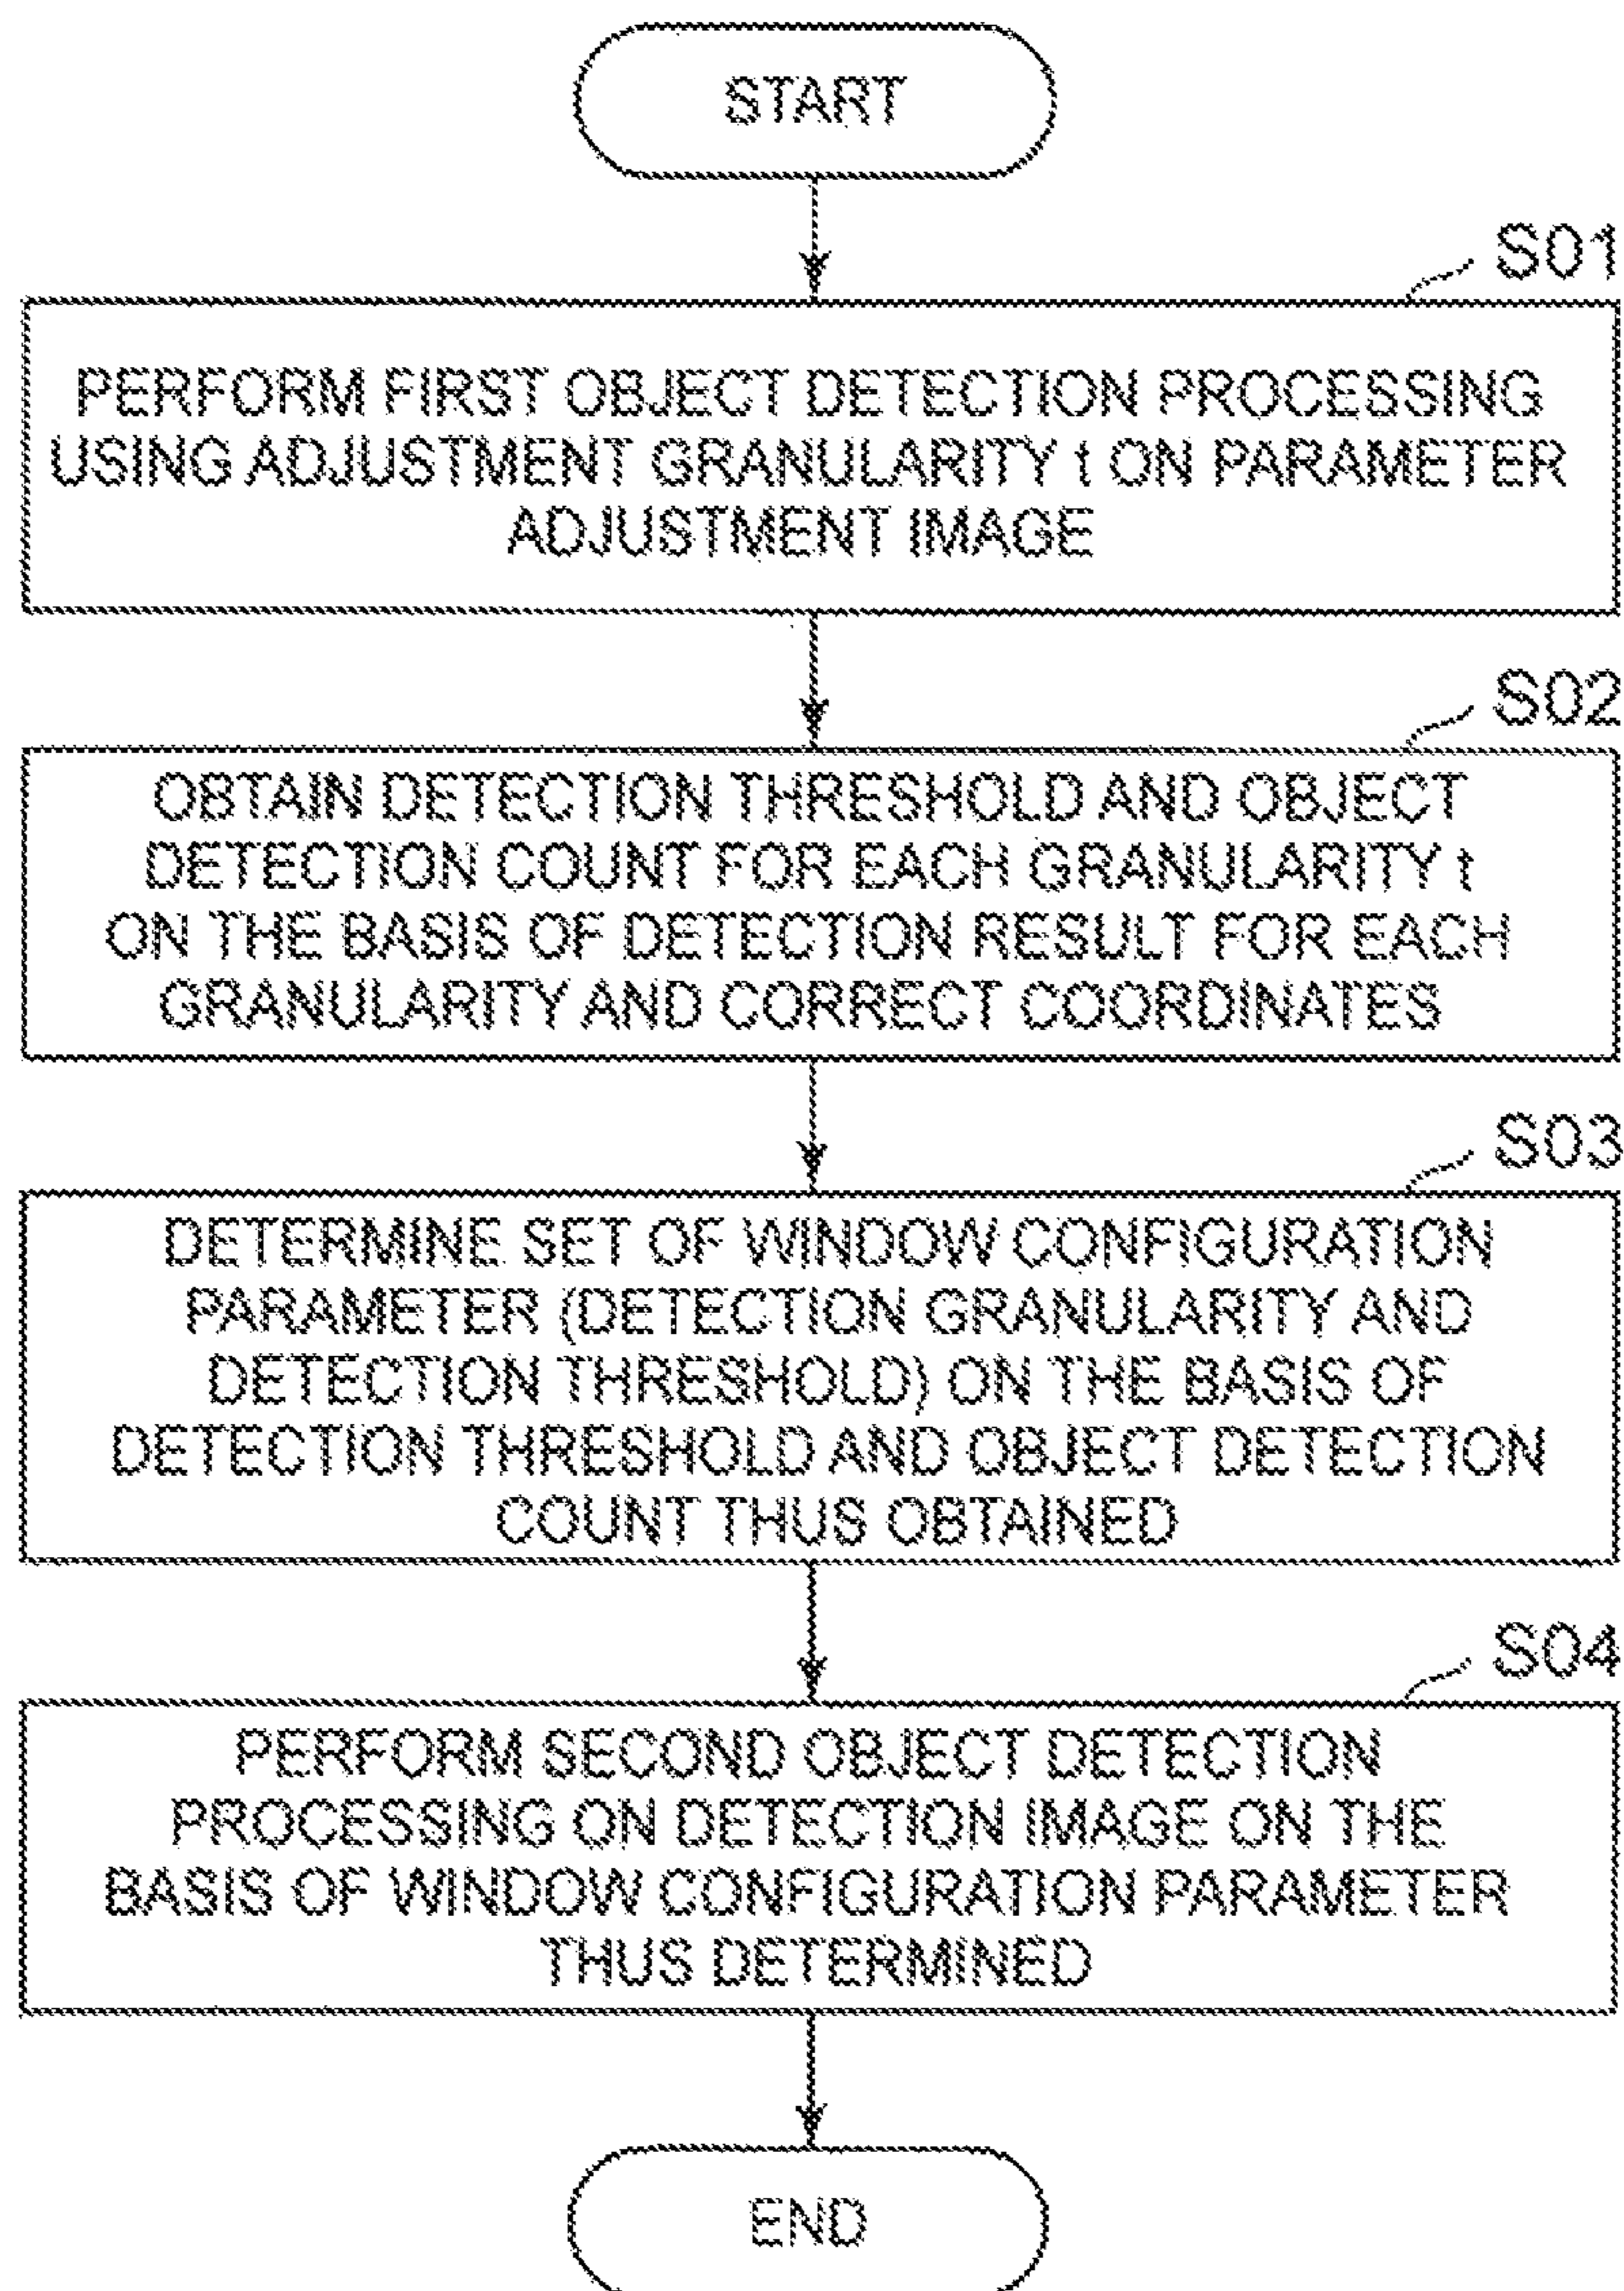 START
S01
PERFORM FIRST OBJECT DETECTION PROCESSING
USING ADJUSTMENT GRANULARITY t ON PARAMETER
ADJUSTMENT IMAGE
S02
OBTAIN DETECTION THRESHOLD AND OBJECT
DETECTION COUNT FOR EACH GRANULARITY t
ON THE BASIS OF DETECTION RESULT FOR EACH
GRANULARITY AND CORRECT COORDINATES
S03
DETERMINE SET OF WINDOW CONFIGURATION
PARAMETER (DETECTION GRANULARITY AND
DETECTION THRESHOLD) ON THE BASIS OF
DETECTION THRESHOLD AND OBJECT DETECTION
COUNT THUS OBTAINED
S04
PERFORM SECOND OBJECT DETECTION
PROCESSING ON DETECTION IMAGE ON THE
BASIS OF WINDOW CONFIGURATION PARAMETER
THUS DETERMINED
END